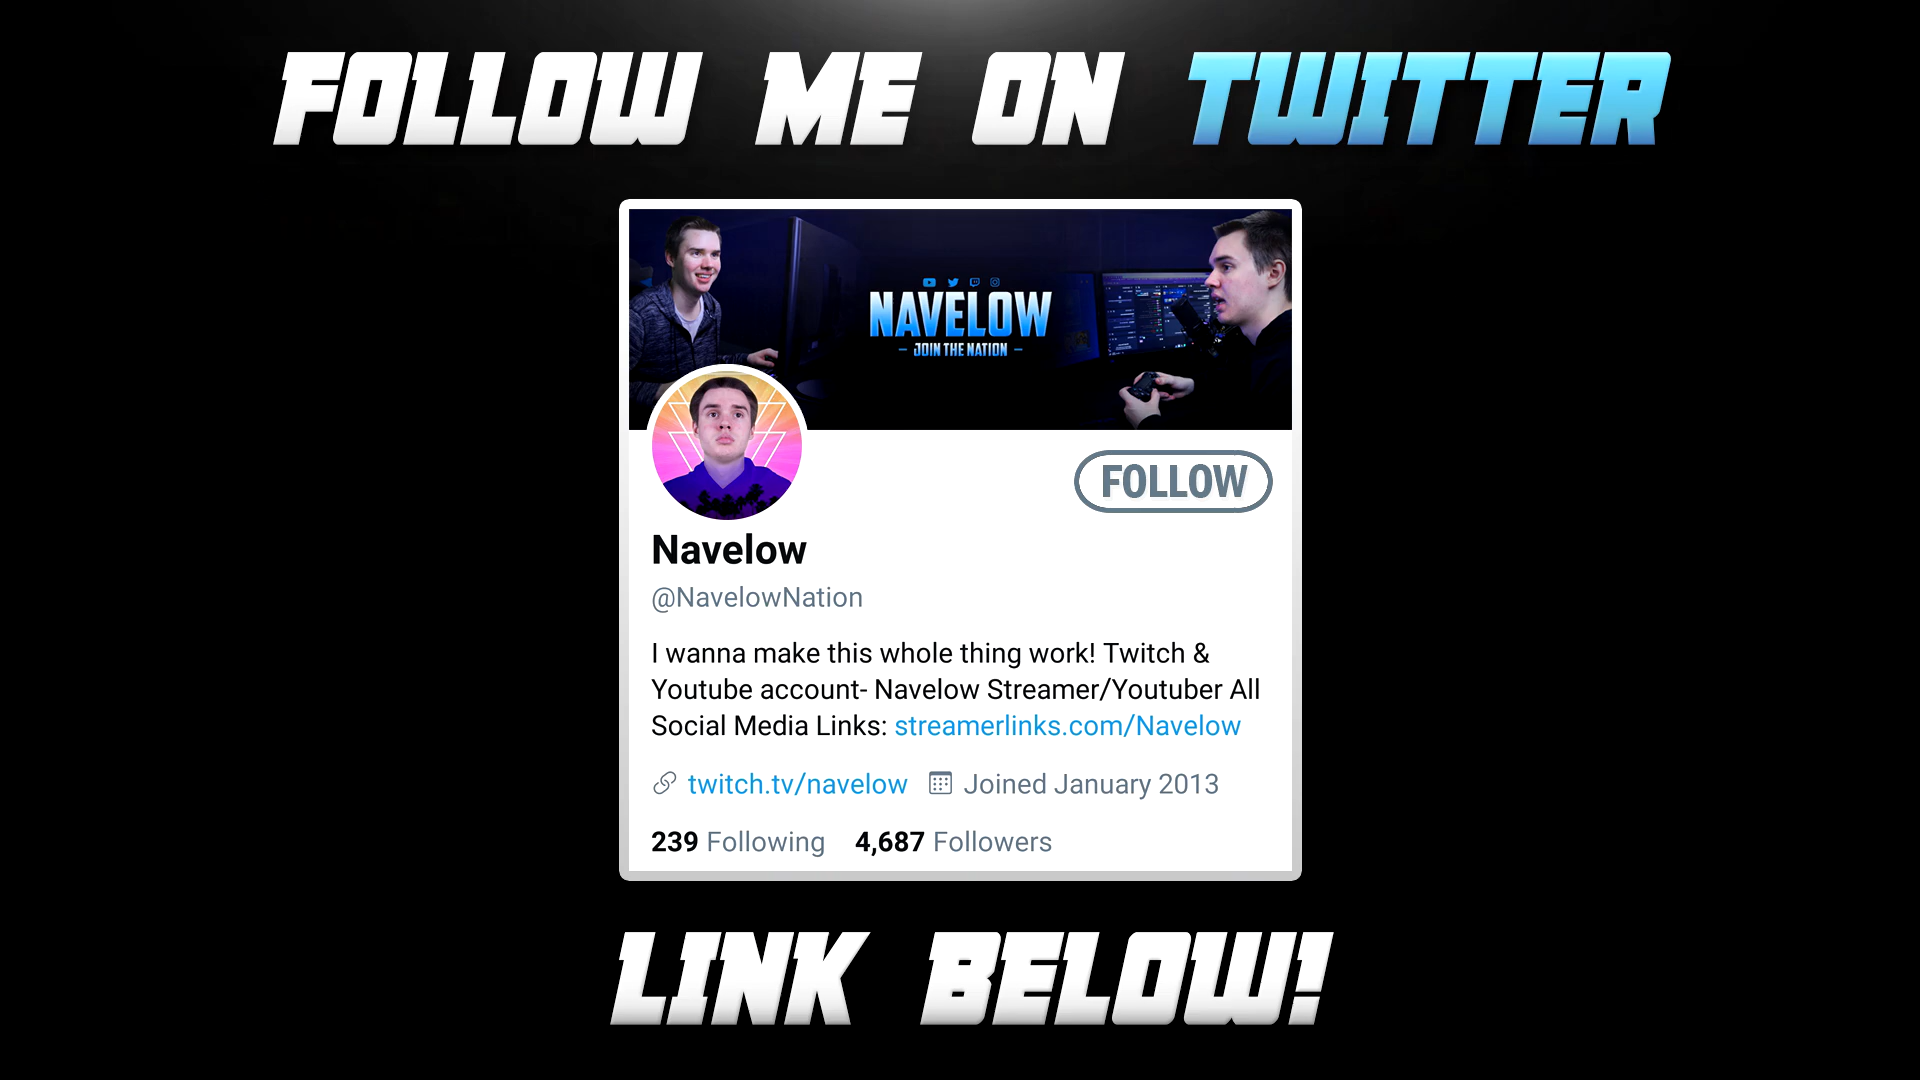 FOLLOW ME ON TWITTER
NAVELOW
- JOIN THE NATION -
FOLLOW
Navelow
@NavelowNation
I wanna make this whole thing work! Twitch &
Youtube account- Navelow Streamer/Youtuber All
Social Media Links: streamerlinks.com/Navelow
twitch.tv/navelow Joined January 2013
239 Following 4,687 Followers
LINK BELOW!